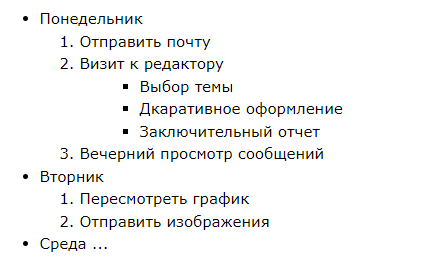 • Понедельник
1. Отправить почту
2. Визит к редактору
▪ Выбор темы
▪ Дкаративное оформление
▪ Заключительный отчет
3. Вечерний просмотр сообщений
• Вторник
1. Пересмотреть график
2. Отправить изображения
• Среда ...